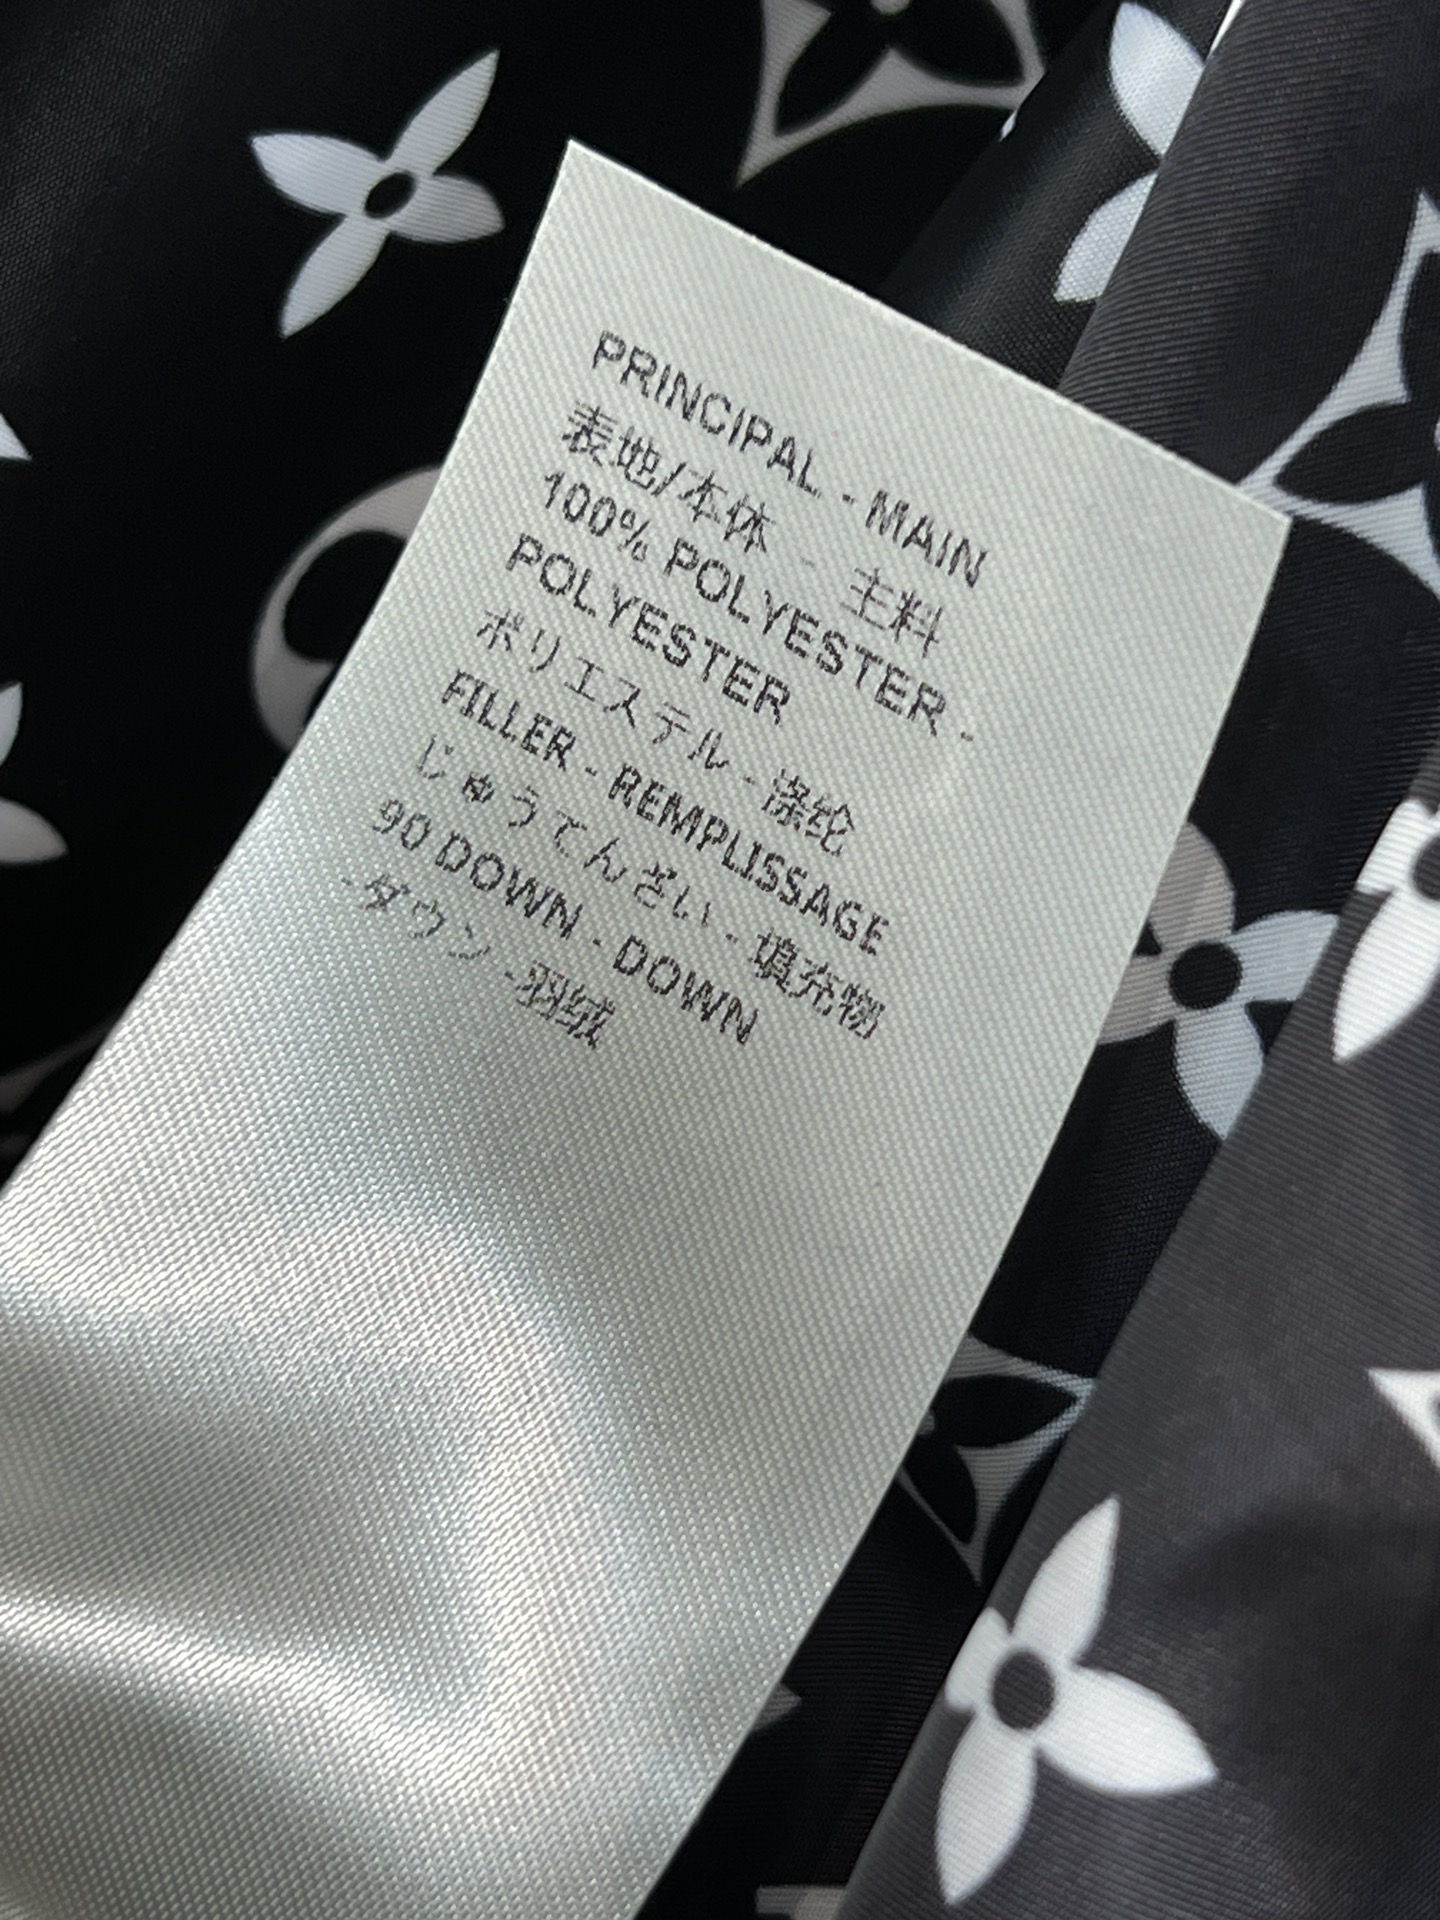 PRINCIPAL - MAIN
表地/本体 - 主料
100% POLYESTER -
POLYESTER
ポリエステル - 涤纶
FILLER - REMPLISSAGE
じゅうてんざい - 填充物
90 DOWN - DOWN
- ダウン - 羽绒